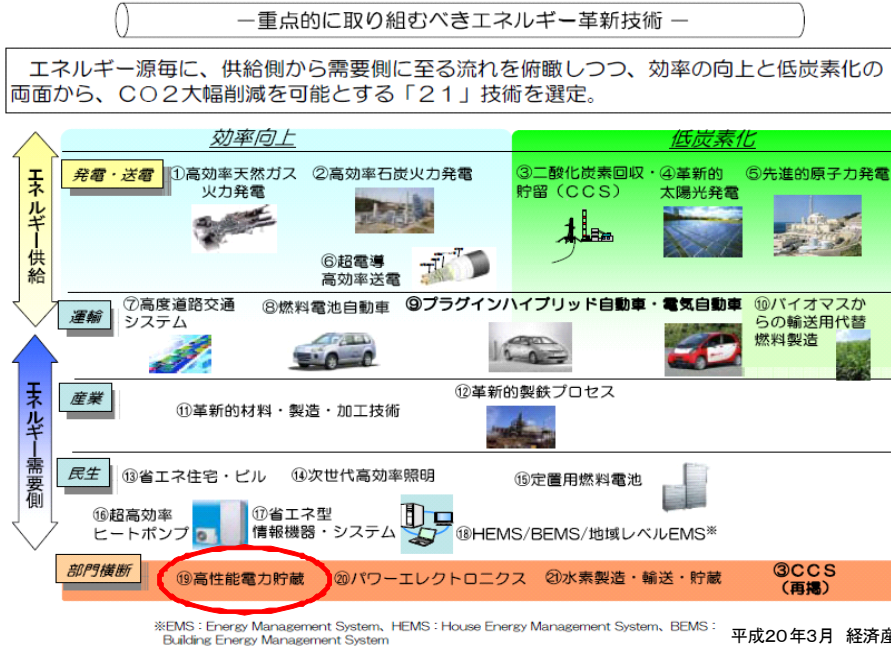 －重点的に取り組むべきエネルギー革新技術－
エネルギー源毎に、供給側から需要側に至る流れを俯瞰しつつ、効率の向上と低炭素化の
両面から、ＣＯ２大幅削減を可能とする「２１」技術を選定。
効率向上
低炭素化
エネルギー供給
発電・送電
①高効率天然ガス
火力発電
②高効率石炭火力発電
③二酸化炭素回収・
貯留（ＣＣＳ）
④革新的
太陽光発電
⑤先進的原子力発電
⑥超電導
高効率送電
運輸
⑦高度道路交通
システム
⑧燃料電池自動車
⑨プラグインハイブリッド自動車・電気自動車
⑩バイオマスか
らの輸送用代替
燃料製造
エネルギー需要側
産業
⑪革新的材料・製造・加工技術
⑫革新的製鉄プロセス
民生
⑬省エネ住宅・ビル
⑭次世代高効率照明
⑮定置用燃料電池
⑯超高効率
ヒートポンプ
⑰省エネ型
情報機器・システム
⑱HEMS/BEMS/地域レベルEMS※
部門横断
⑲高性能電力貯蔵
⑳パワーエレクトロニクス
㉑水素製造・輸送・貯蔵
③ＣＣＳ
（再掲）
※EMS：Energy Management System、HEMS：House Energy Management System、BEMS：
Building Energy Management System
平成２０年３月 経済産